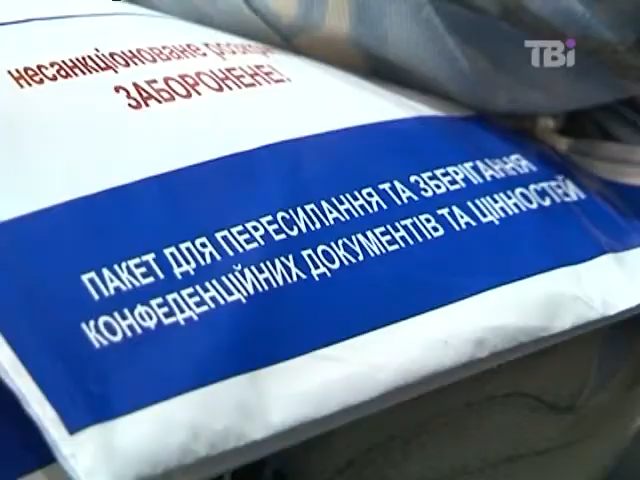 ТВі
несанкціоноване
ЗАБОРОНЕНЕ!
ПАКЕТ ДЛЯ ПЕРЕСИЛАННЯ ТА ЗБЕРІГАННЯ
КОНФЕДЕНЦІЙНИХ ДОКУМЕНТІВ ТА ЦІННОСТЕЙ